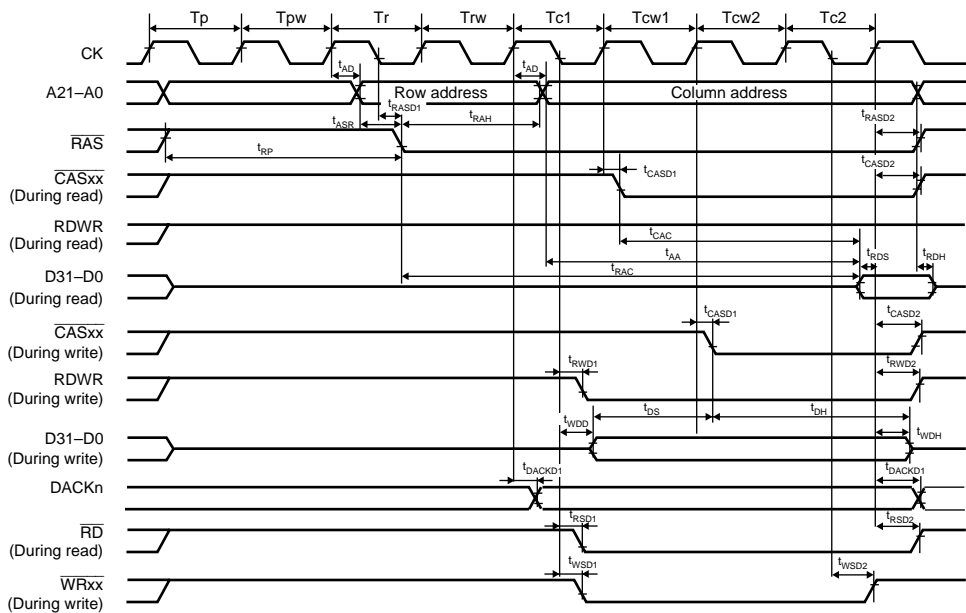 Tp Tpw Tr Trw Tc1 Tcw1 Tcw2 Tc2
CK
tAD tAD
A21–A0 Row address Column address
tRASD1 tRASD2
tASR tRAH
RAS
tRP tCASD2
CASxx tCASD1
(During read)
RDWR
(During read) tCAC
tAA tRDS tRDH
D31–D0 tRAC
(During read)
tCASD1 tCASD2
CASxx
(During write)
tRWD1 tRWD2
RDWR
(During write)
tDS tDH
tWDD tWDH
D31–D0
(During write)
tDACKD1 tDACKD1
DACKn
tRSD1 tRSD2
RD
(During read)
tWSD1 tWSD2
WRxx
(During write)